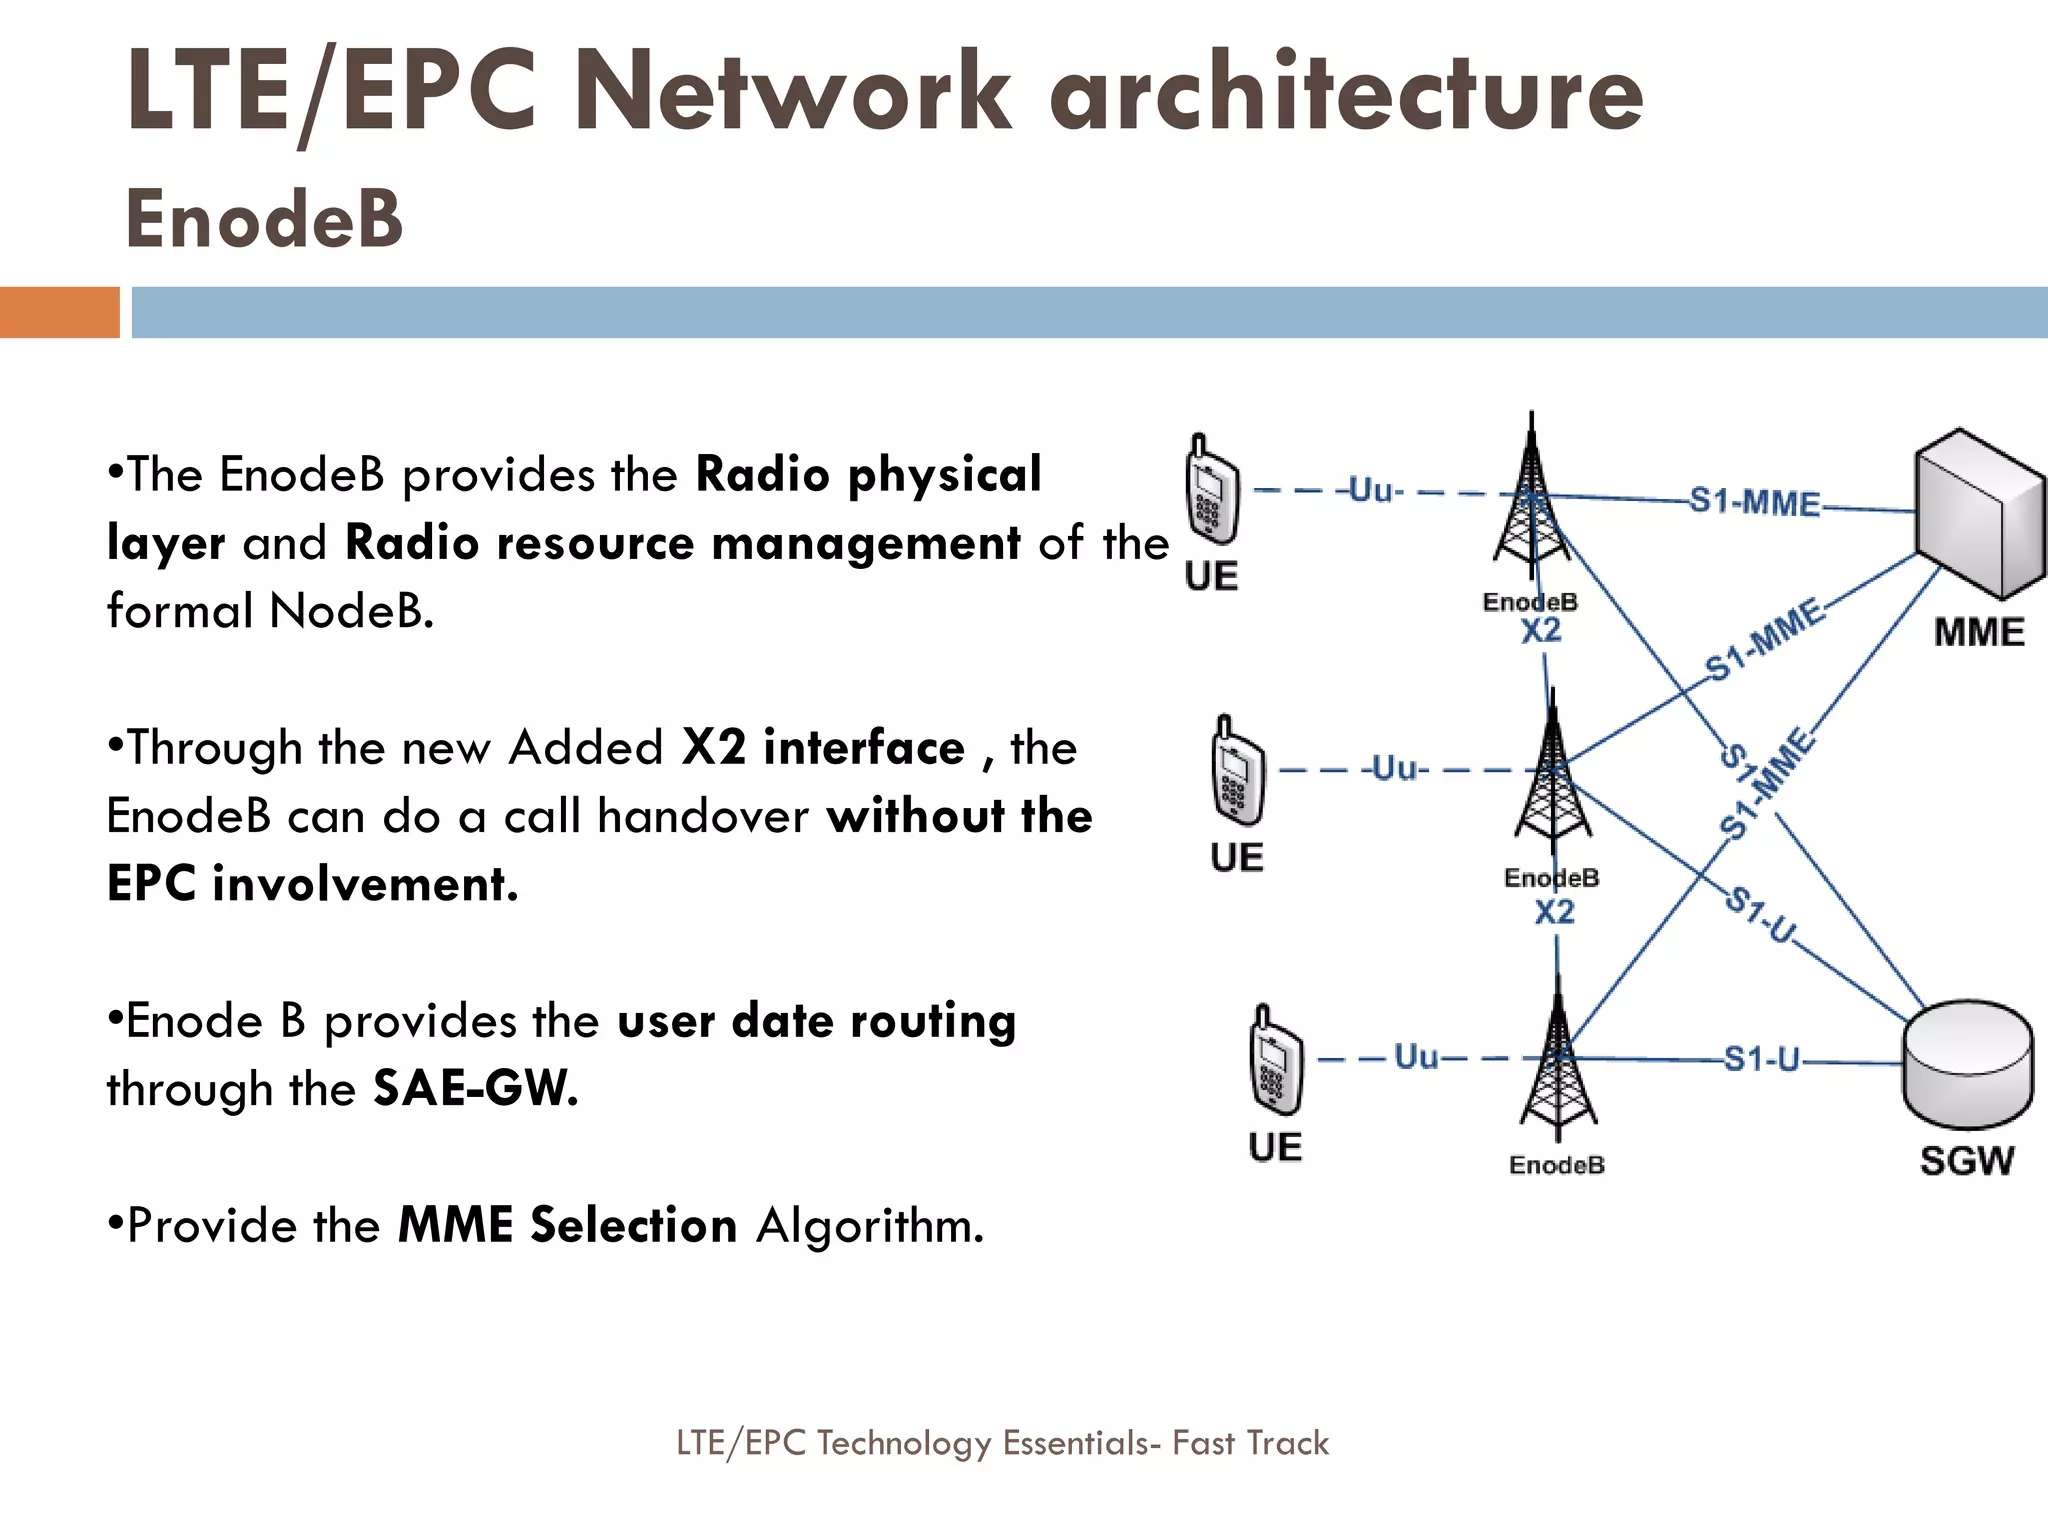 LTE/EPC Network architecture
EnodeB
•The EnodeB provides the Radio physical
layer and Radio resource management of the
formal NodeB.
•Through the new Added X2 interface , the
EnodeB can do a call handover without the
EPC involvement.
•Enode B provides the user date routing
through the SAE-GW.
•Provide the MME Selection Algorithm.
Uu
S1-MME
UE
EnodeB
X2
S1-MME
MME
Uu
S1
S1-MME
UE
EnodeB
X2
S1-U
Uu
S1-U
UE
EnodeB
SGW
LTE/EPC Technology Essentials- Fast Track